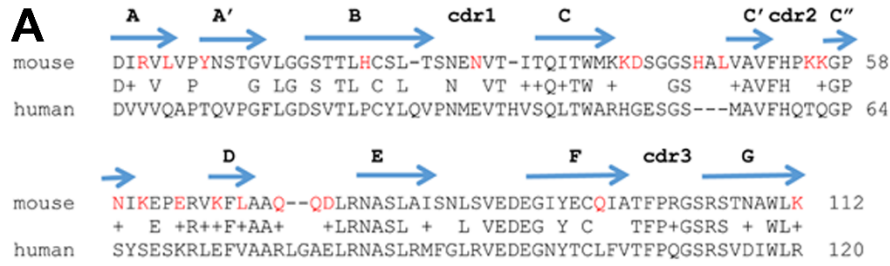 A
A A' B cdr1 C C' cdr2 C"
mouse DIRVLVPYNSTGVLGGSTTLHCSL-TSNENVT-ITQITWMKKDSGGSHALVAVFHPKKGP 58
D+ V P G LG S TL C L N VT ++Q+TW + GS +AVFH +GP
human DVVVQAPTQVPGFLGDSVTLPCYLQVPNMEVTHVSQLTWARHGESGS---MAVFHQTQGP 64
D E F cdr3 G
mouse NIKEPERVKFLAAQ--QDLRNASLAISNLSVEDEGIYECQIATFPRGSRSTNAWLK 112
+ E +R++F+AA+ +LRNASL + L VEDEG Y C TFP+GSRS + WL+
human SYSESKRLEFVAARLGAELRNASLRMFGLRVEDEGNYTCLFVTFPQGSRSVDIWLR 120